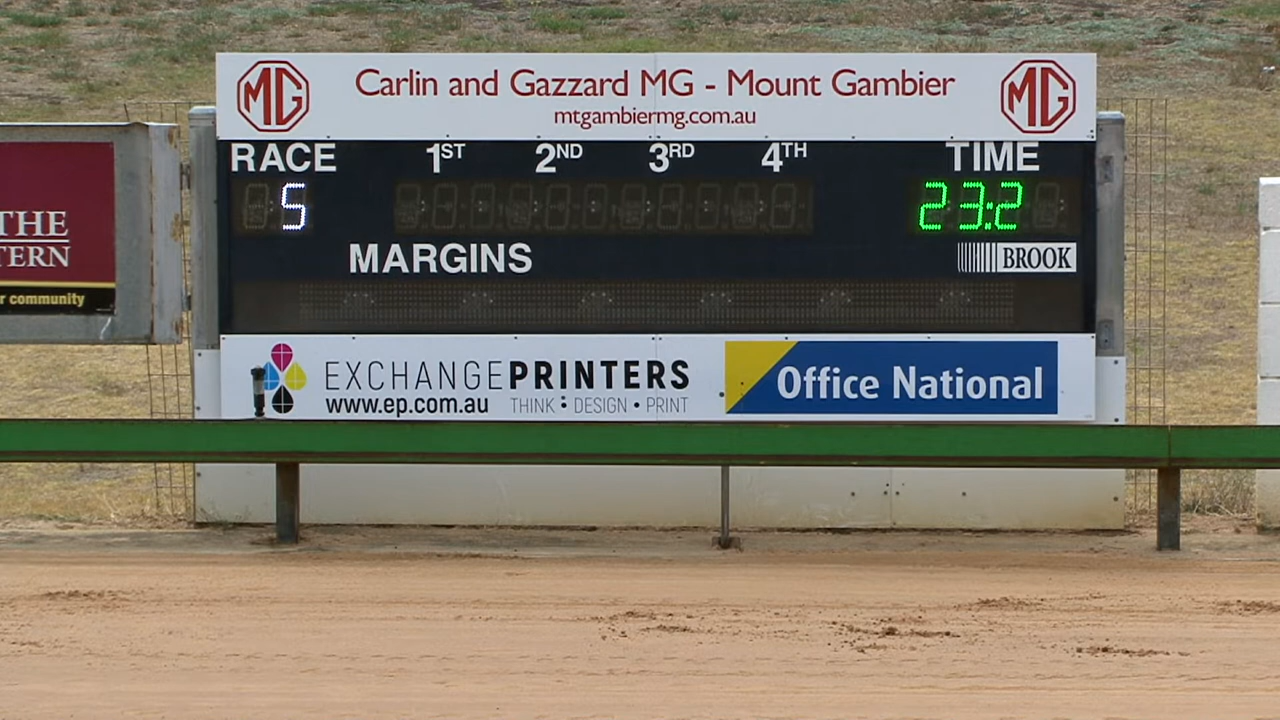 MG Carlin and Gazzard MG - Mount Gambier MG
mtgambiermg.com.au
RACE 1ST 2ND 3RD 4TH TIME
5 23:2
MARGINS BROOK
THE
TERN
r community
EXCHANGEPRINTERS
www.ep.com.au THINK • DESIGN • PRINT
Office National